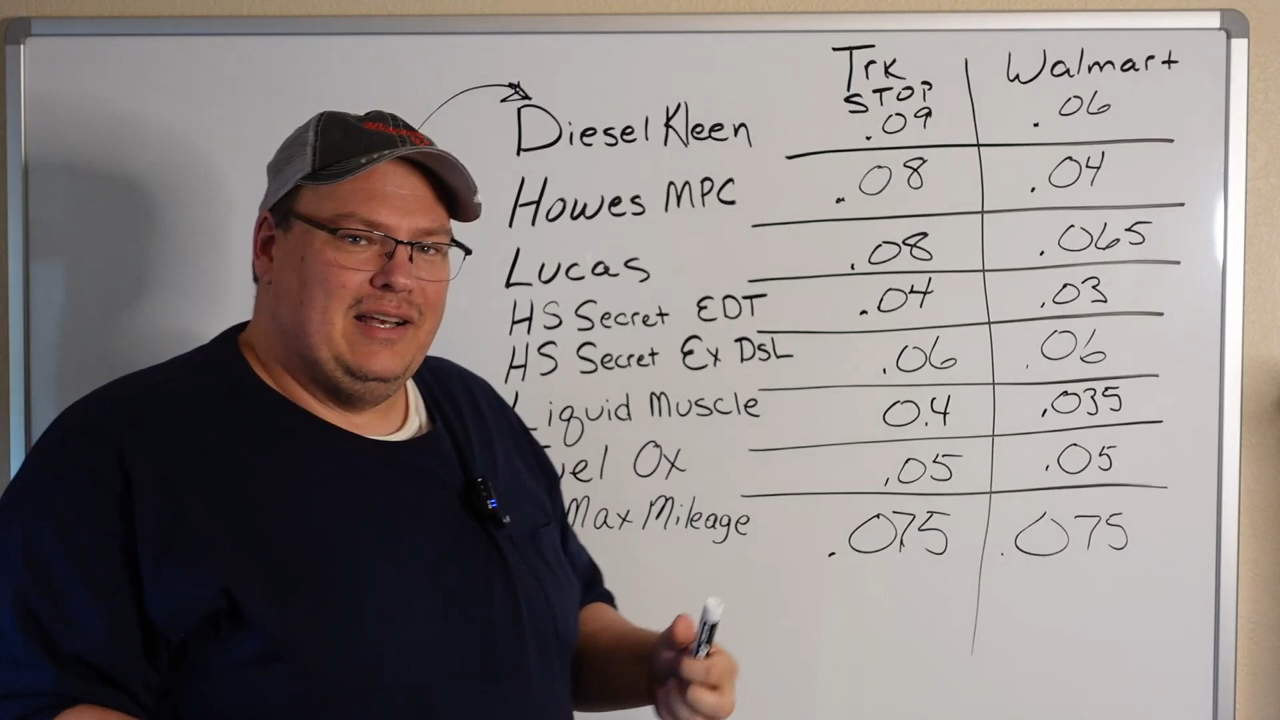 Trk Walmart
STOP
Diesel Kleen .09 .06
Howes MPC .08 .04
Lucas .08 .065
HS Secret EDT .04 .03
HS Secret Ex DsL .06 .06
Liquid Muscle 0.4 .035
uel Ox .05 .05
Max Mileage .075 .075